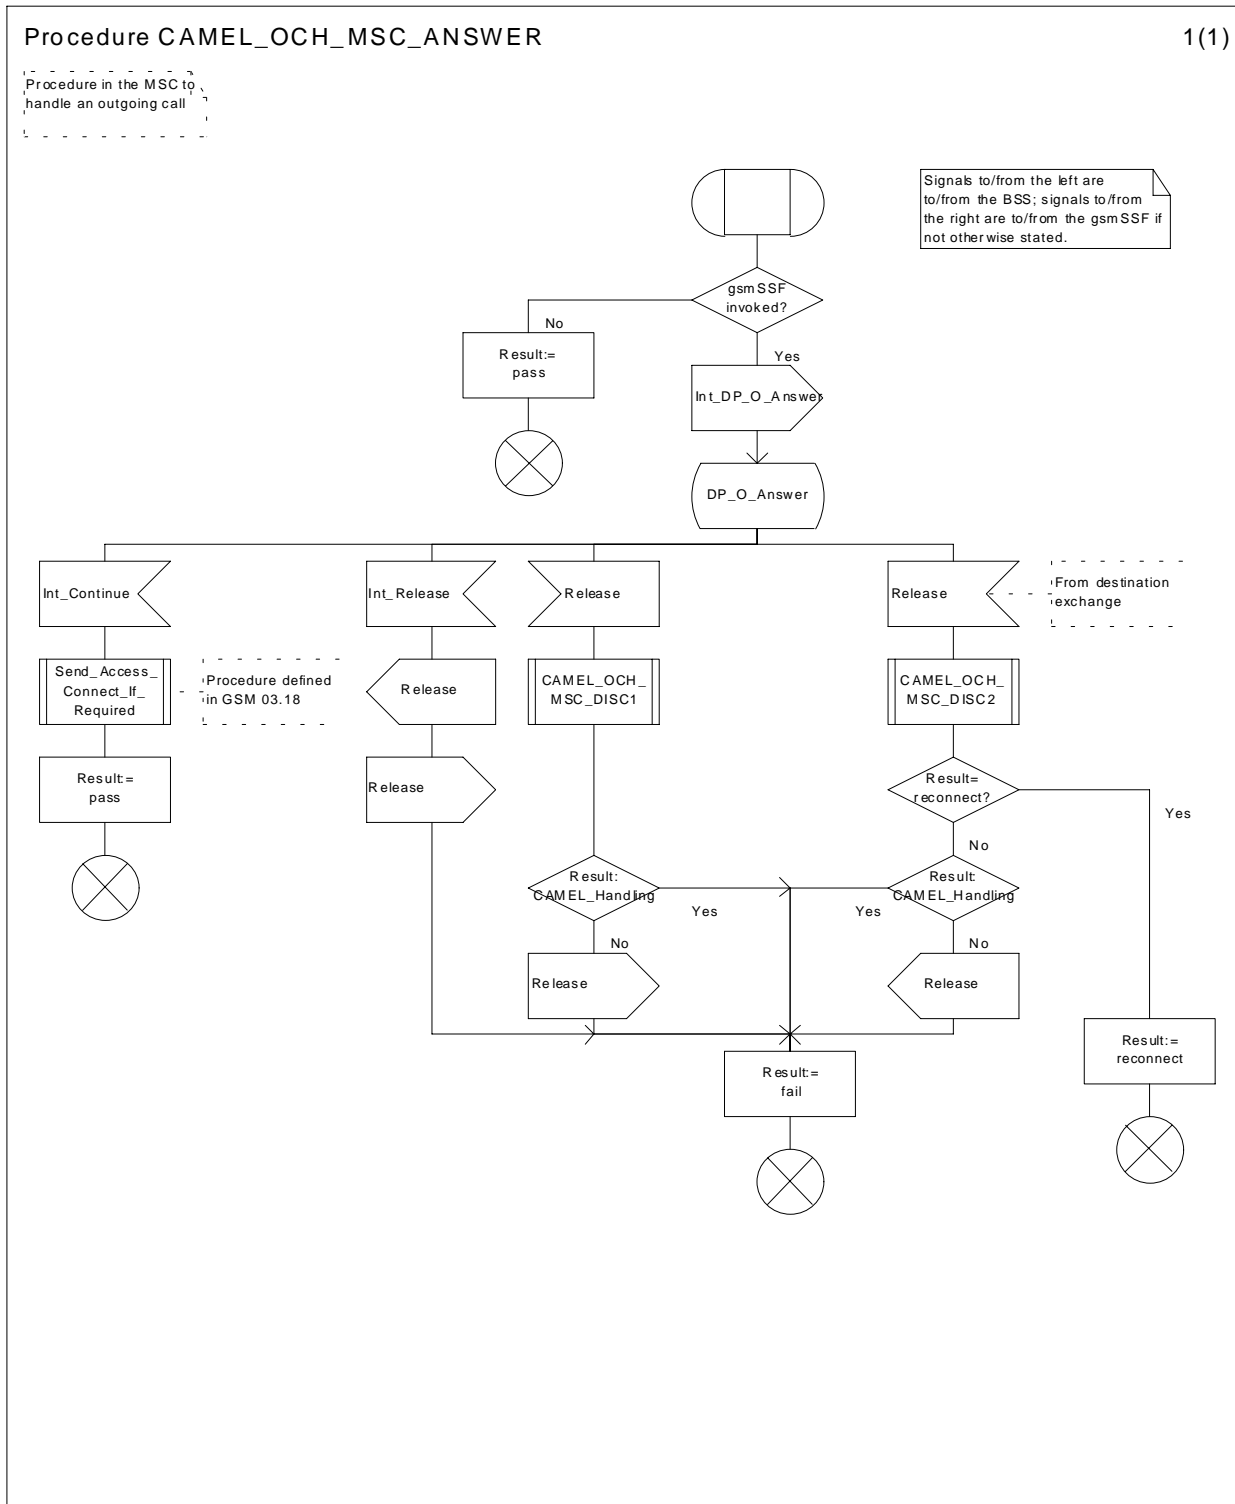 Procedure CAMEL_OCH_MSC_ANSWER
1(1)
Procedure in the MSC to
handle an outgoing call
Signals to/from the left are
to/from the BSS; signals to/from
the right are to/from the gsmSSF if
not otherwise stated.
gsmSSF
invoked?
No
Yes
Result:=
pass
Int_DP_O_Answer
DP_O_Answer
Int_Continue
Int_Release
Release
Release
From destination
exchange
Send_Access_
Connect_If_
Required
Procedure defined
in GSM 03.18
Release
CAMEL_OCH_
MSC_DISC1
CAMEL_OCH_
MSC_DISC2
Result:=
pass
Release
Result=
reconnect?
Yes
No
Result:
CAMEL_Handling
Yes
Yes
Result:
CAMEL_Handling
No
No
Release
Release
Result:=
fail
Result:=
reconnect